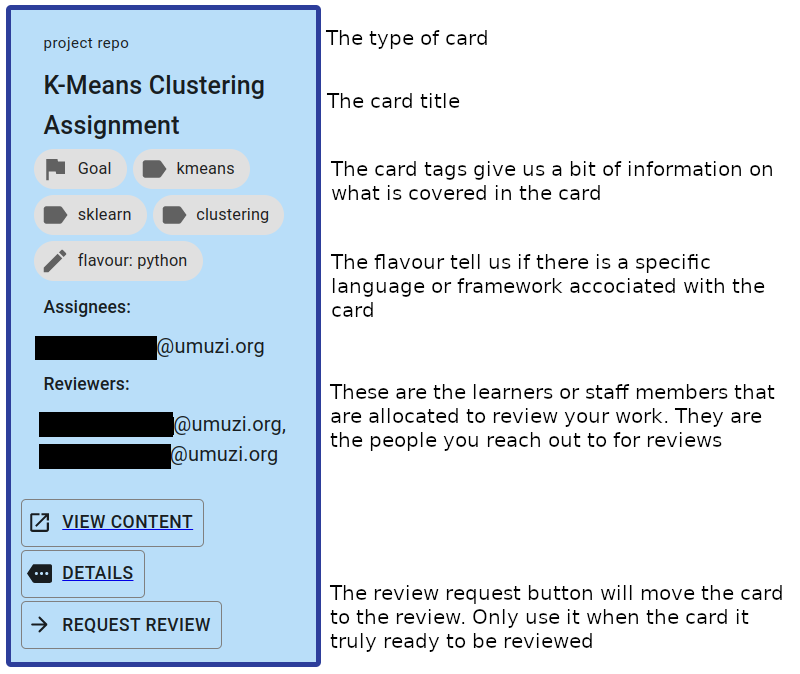 project repo
The type of card
K-Means Clustering
Assignment
The card title
Goal
kmeans
sklearn
clustering
The card tags give us a bit of information on
what is covered in the card
flavour: python
The flavour tell us if there is a specific
language or framework accociated with the
card
Assignees:
@umuzi.org
Reviewers:
@umuzi.org,
@umuzi.org
These are the learners or staff members that
are allocated to review your work. They are
the people you reach out to for reviews
VIEW CONTENT
DETAILS
REQUEST REVIEW
The review request button will move the card
to the review. Only use it when the card it
truly ready to be reviewed